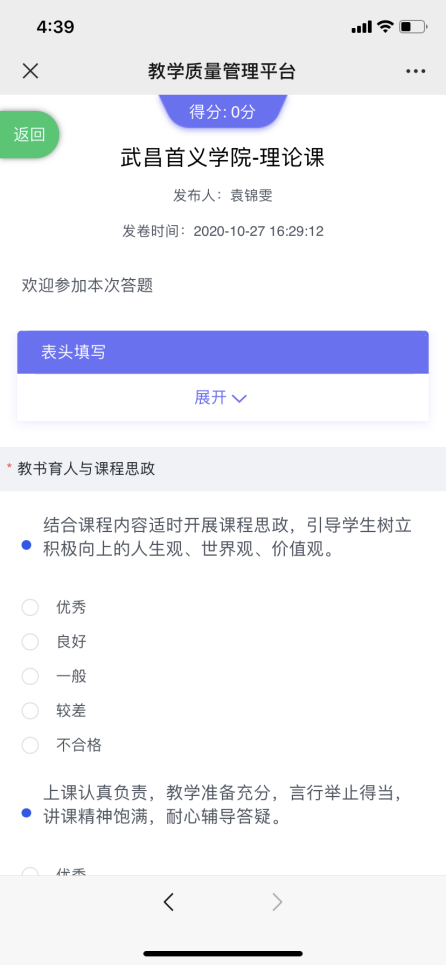 4:39
教学质量管理平台
得分: 0分
返回
武昌首义学院-理论课
发布人：袁锦雯
发卷时间：2020-10-27 16:29:12
欢迎参加本次答题
表头填写
展开
* 教书育人与课程思政
结合课程内容适时开展课程思政，引导学生树立
积极向上的人生观、世界观、价值观。
优秀
良好
一般
较差
不合格
上课认真负责，教学准备充分，言行举止得当，
讲课精神饱满，耐心辅导答疑。
优秀